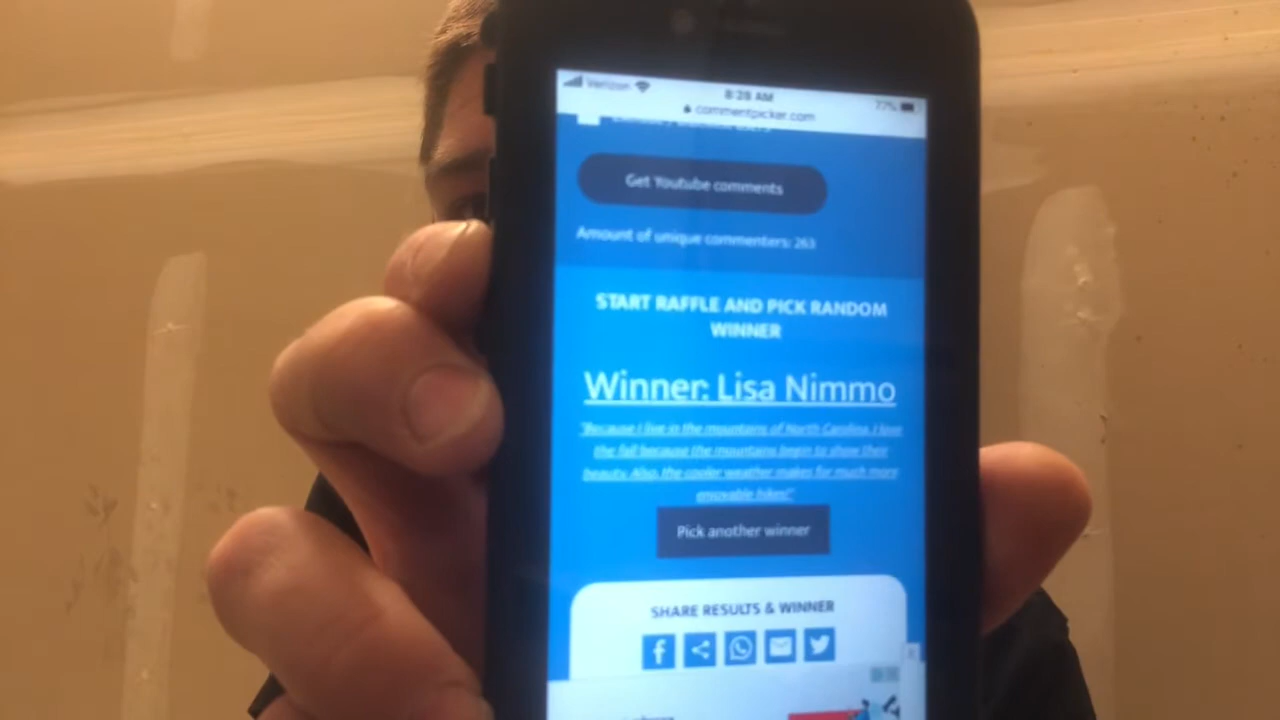 Verizon
8:28 AM
77%
commentpicker.com
Get Youtube comments
Amount of unique commenters: 263
START RAFFLE AND PICK RANDOM
WINNER
Winner: Lisa Nimmo
"Because I live in the mountains of North Carolina. I love
the fall because the mountains begin to show their
beauty. Also, the cooler weather makes for much more
enjoyable hikes!"
Pick another winner
SHARE RESULTS & WINNER